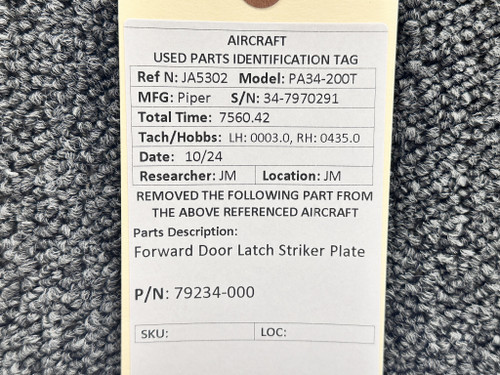 AIRCRAFT
USED PARTS IDENTIFICATION TAG
Ref N: JA5302 Model: PA34-200T
MFG: Piper S/N: 34-7970291
Total Time: 7560.42
Tach/Hobbs: LH: 0003.0, RH: 0435.0
Date: 10/24
Researcher: JM Location: JM
REMOVED THE FOLLOWING PART FROM
THE ABOVE REFERENCED AIRCRAFT
Parts Description:
Forward Door Latch Striker Plate
P/N: 79234-000
SKU: LOC: